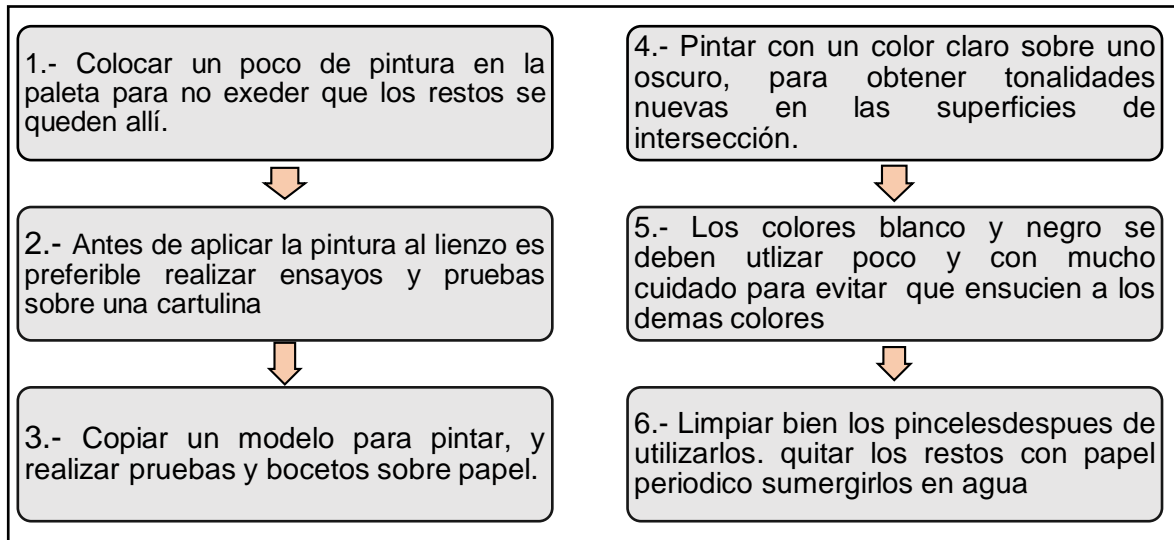 1.- Colocar un poco de pintura en la
paleta para no exeder que los restos se
queden allí.
2.- Antes de aplicar la pintura al lienzo es
preferible realizar ensayos y pruebas
sobre una cartulina
3.- Copiar un modelo para pintar, y
realizar pruebas y bocetos sobre papel.
4.- Pintar con un color claro sobre uno
oscuro, para obtener tonalidades
nuevas en las superficies de
intersección.
5.- Los colores blanco y negro se
deben utlizar poco y con mucho
cuidado para evitar que ensucien a los
demas colores
6.- Limpiar bien los pincelesdespues de
utilizarlos. quitar los restos con papel
periodico sumergirlos en agua